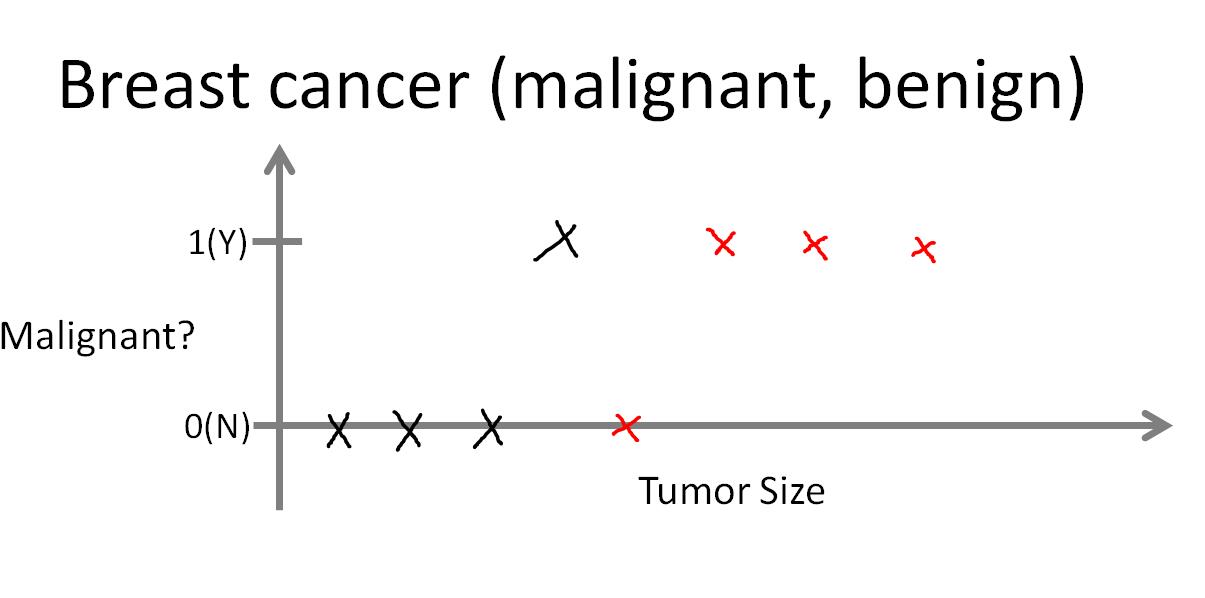 Breast cancer (malignant, benign)
1(Y)
Malignant?
0(N)
Tumor Size